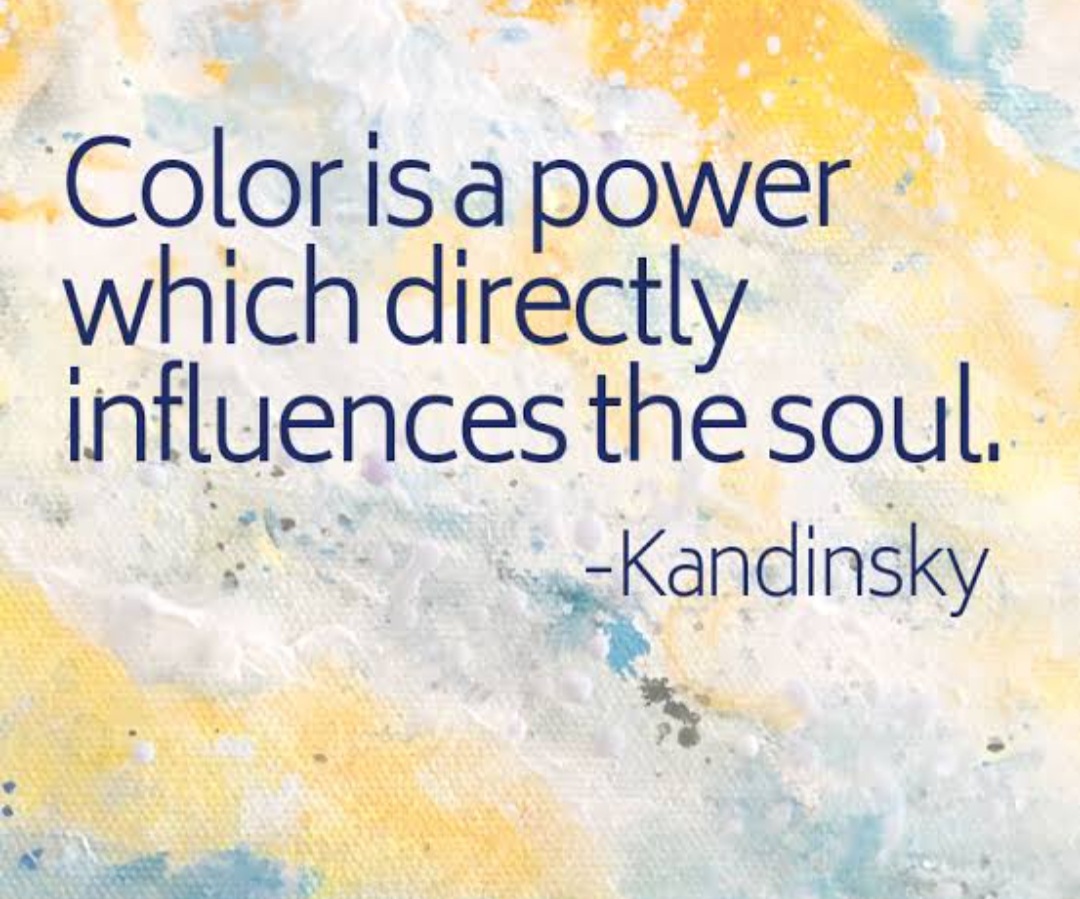 Color is a power
which directly
influences the soul.
-Kandinsky